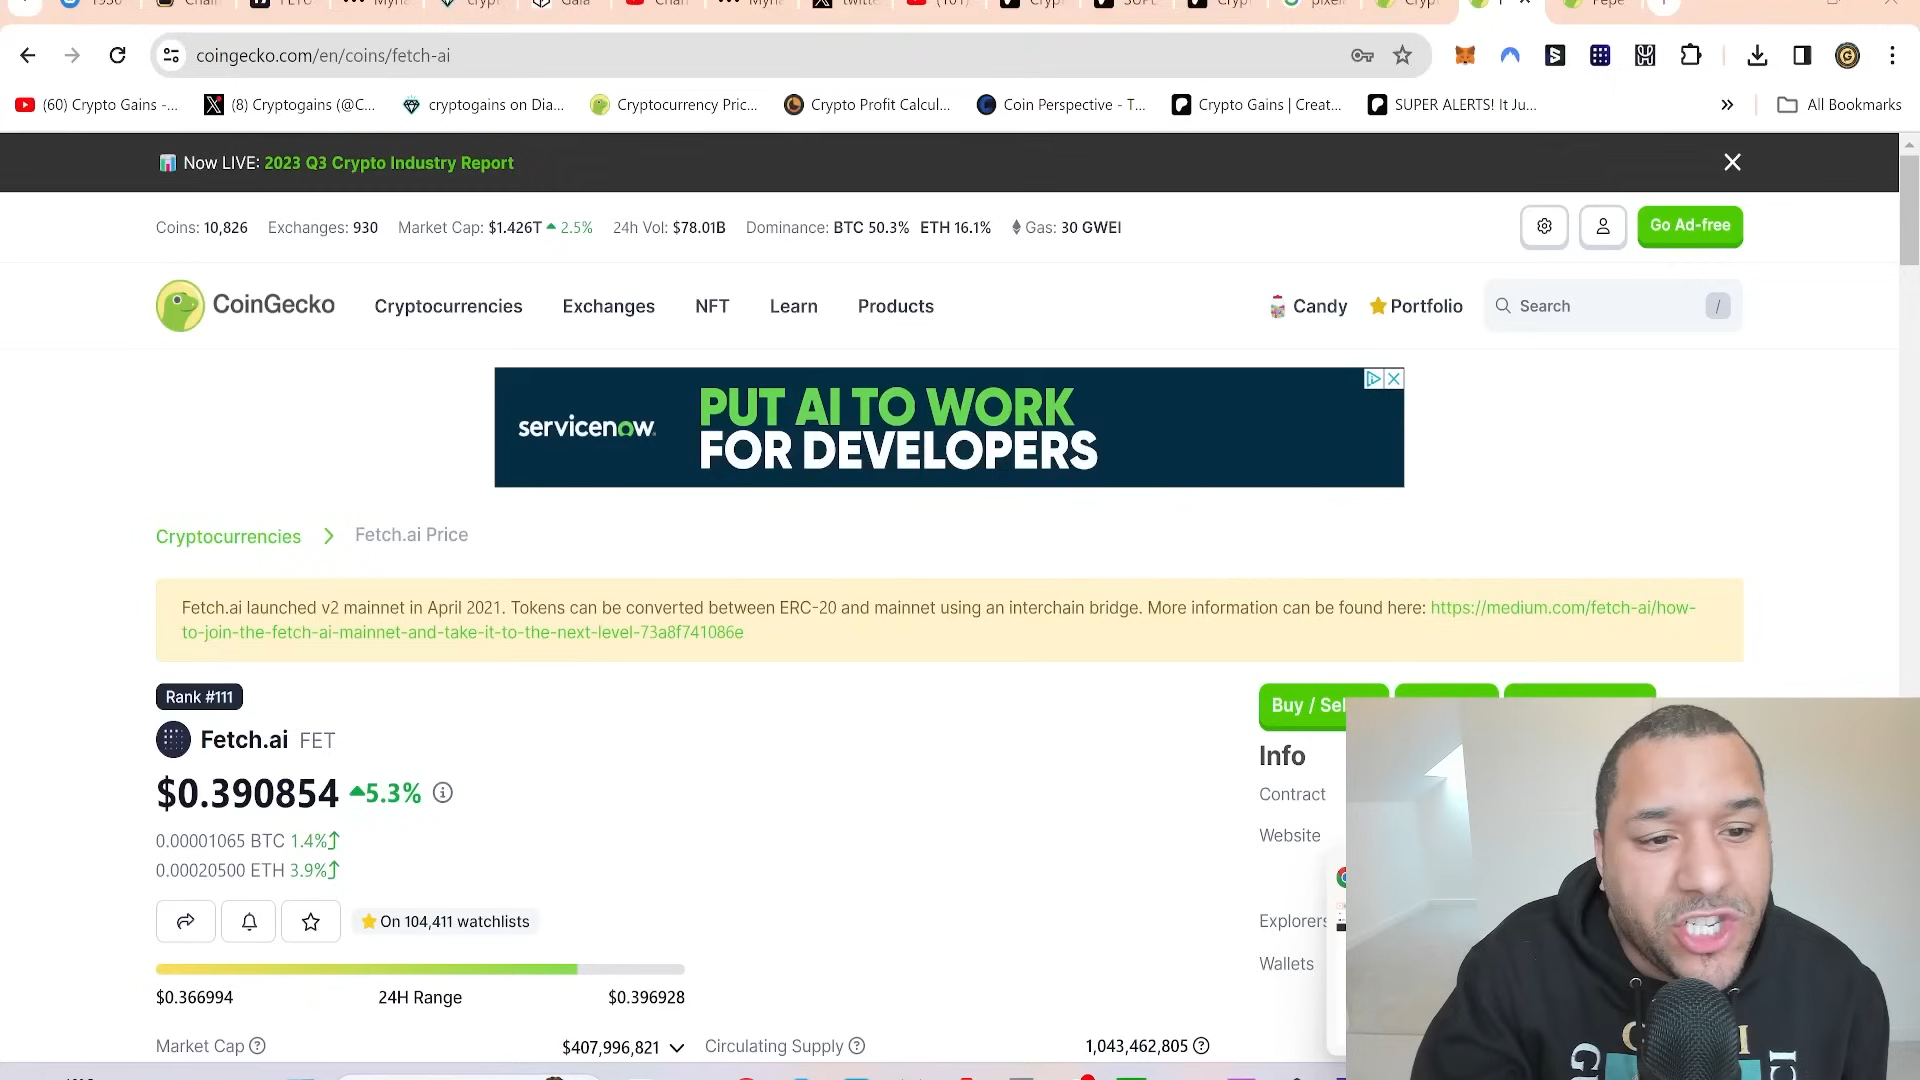 coingecko.com/en/coins/fetch-ai
(60) Crypto Gains -...
(8) Cryptogains (@C...
cryptogains on Dia...
Cryptocurrency Pric...
Crypto Profit Calcul...
Coin Perspective - T...
Crypto Gains | Creat...
SUPER ALERTS! It Ju...
All Bookmarks
Now LIVE: 2023 Q3 Crypto Industry Report
Coins: 10,826 Exchanges: 930 Market Cap: $1.426T 2.5% 24h Vol: $78.01B Dominance: BTC 50.3% ETH 16.1% Gas: 30 GWEI
Go Ad-free
CoinGecko
Cryptocurrencies
Exchanges
NFT
Learn
Products
Candy
Portfolio
Search /
servicenow.
PUT AI TO WORK
FOR DEVELOPERS
Cryptocurrencies
Fetch.ai Price
Fetch.ai launched v2 mainnet in April 2021. Tokens can be converted between ERC-20 and mainnet using an interchain bridge. More information can be found here: https://medium.com/fetch-ai/how-
to-join-the-fetch-ai-mainnet-and-take-it-to-the-next-level-73a8f741086e
Rank #111
Fetch.ai FET
$0.390854 5.3%
0.00001065 BTC 1.4%
0.00020500 ETH 3.9%
On 104,411 watchlists
$0.366994 24H Range $0.396928
Market Cap $407,996,821
Circulating Supply 1,043,462,805
Buy / Sel
Info
Contract
Website
Explorers
Wallets